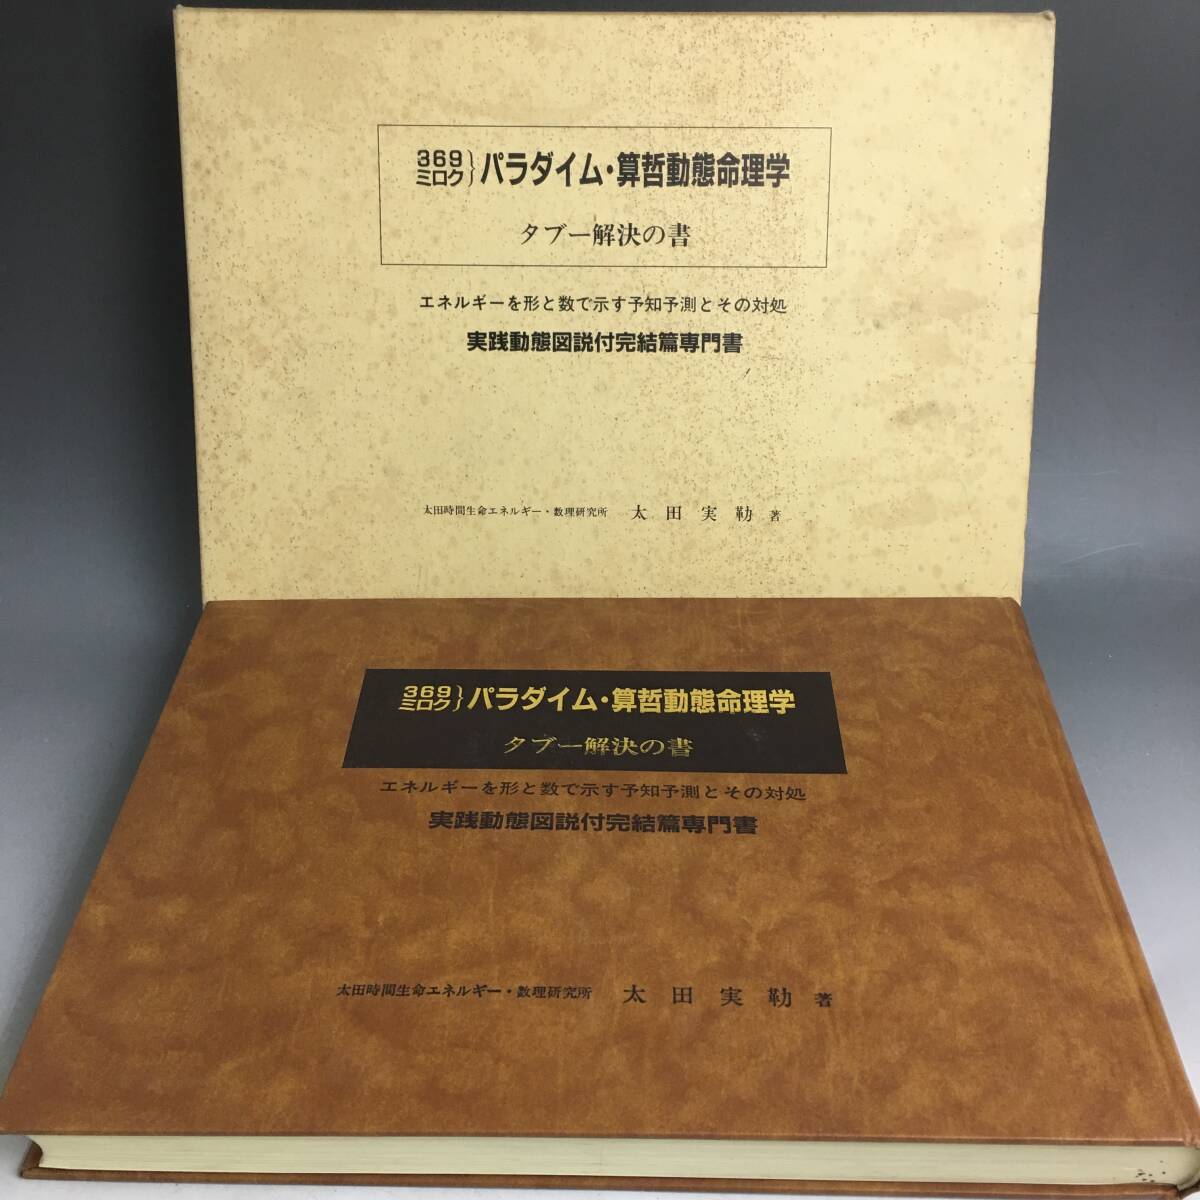 369
ミロク}パラダイム・算哲動態命理学
タブー解決の書
エネルギーを形と数で示す予知予測とその対処
実践動態図説付完結篇専門書
太田時間生命エネルギー・数理研究所 太田実勒 著
369
ミロク}パラダイム・算哲動態命理学
タブー解決の書
エネルギーを形と数で示す予知予測とその対処
実践動態図説付完結篇専門書
太田時間生命エネルギー・数理研究所 太田実勒 著